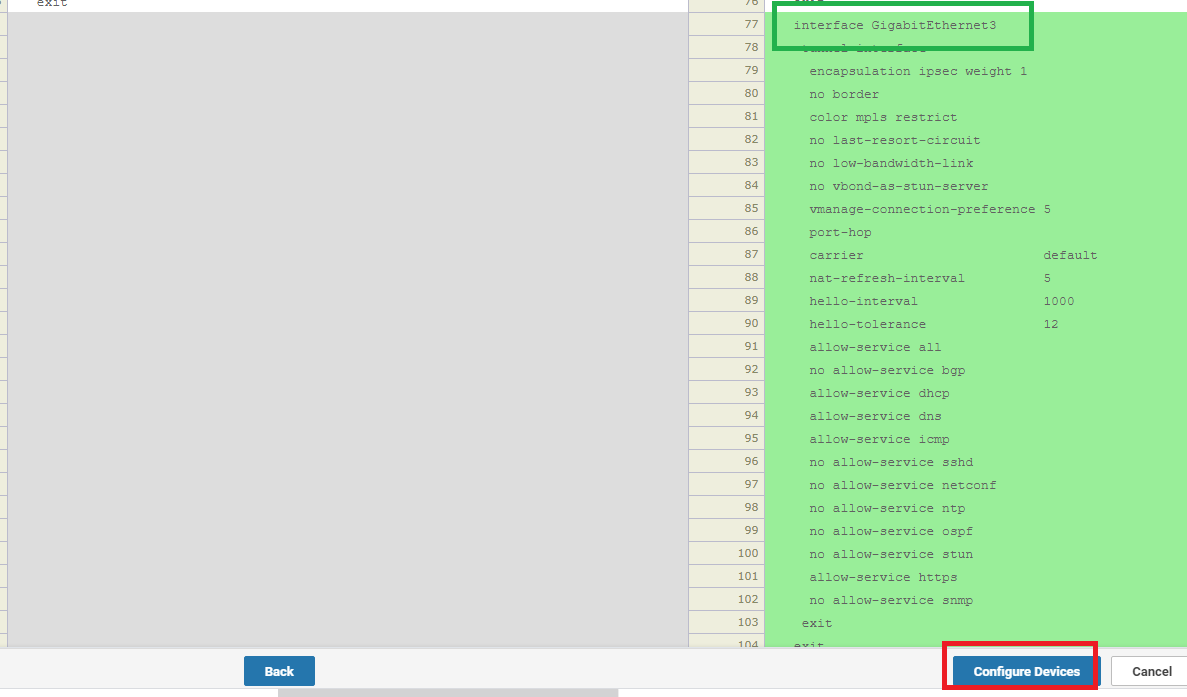 exit
76
77 interface GigabitEthernet3
78 tunnel-interface
79 encapsulation ipsec weight 1
80 no border
81 color mpls restrict
82 no last-resort-circuit
83 no low-bandwidth-link
84 no vbond-as-stun-server
85 vmanage-connection-preference 5
86 port-hop
87 carrier default
88 nat-refresh-interval 5
89 hello-interval 1000
90 hello-tolerance 12
91 allow-service all
92 no allow-service bgp
93 allow-service dhcp
94 allow-service dns
95 allow-service icmp
96 no allow-service sshd
97 no allow-service netconf
98 no allow-service ntp
99 no allow-service ospf
100 no allow-service stun
101 allow-service https
102 no allow-service snmp
103 exit
104 exit
Back
Configure Devices
Cancel